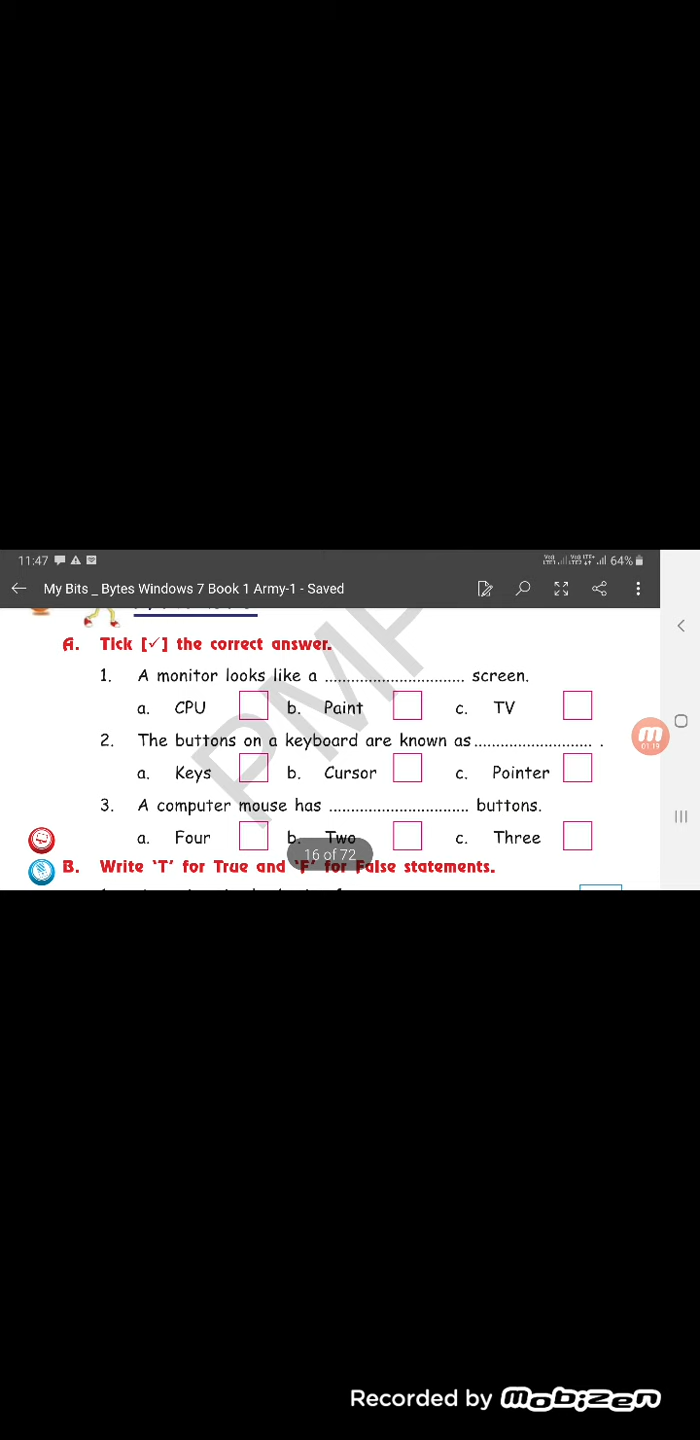 11:47 64%
My Bits _ Bytes Windows 7 Book 1 Army-1 - Saved
A. Tick [✓] the correct answer.
1. A monitor looks like a ........................... screen.
a. CPU b. Paint c. TV
2. The buttons on a keyboard are known as ....................... .
a. Keys b. Cursor c. Pointer
m
01:19
3. A computer mouse has ........................... buttons.
a. Four b. Two c. Three
16 of 72
B. Write 'T' for True and 'F' for False statements.
PMP
Recorded by mobizen